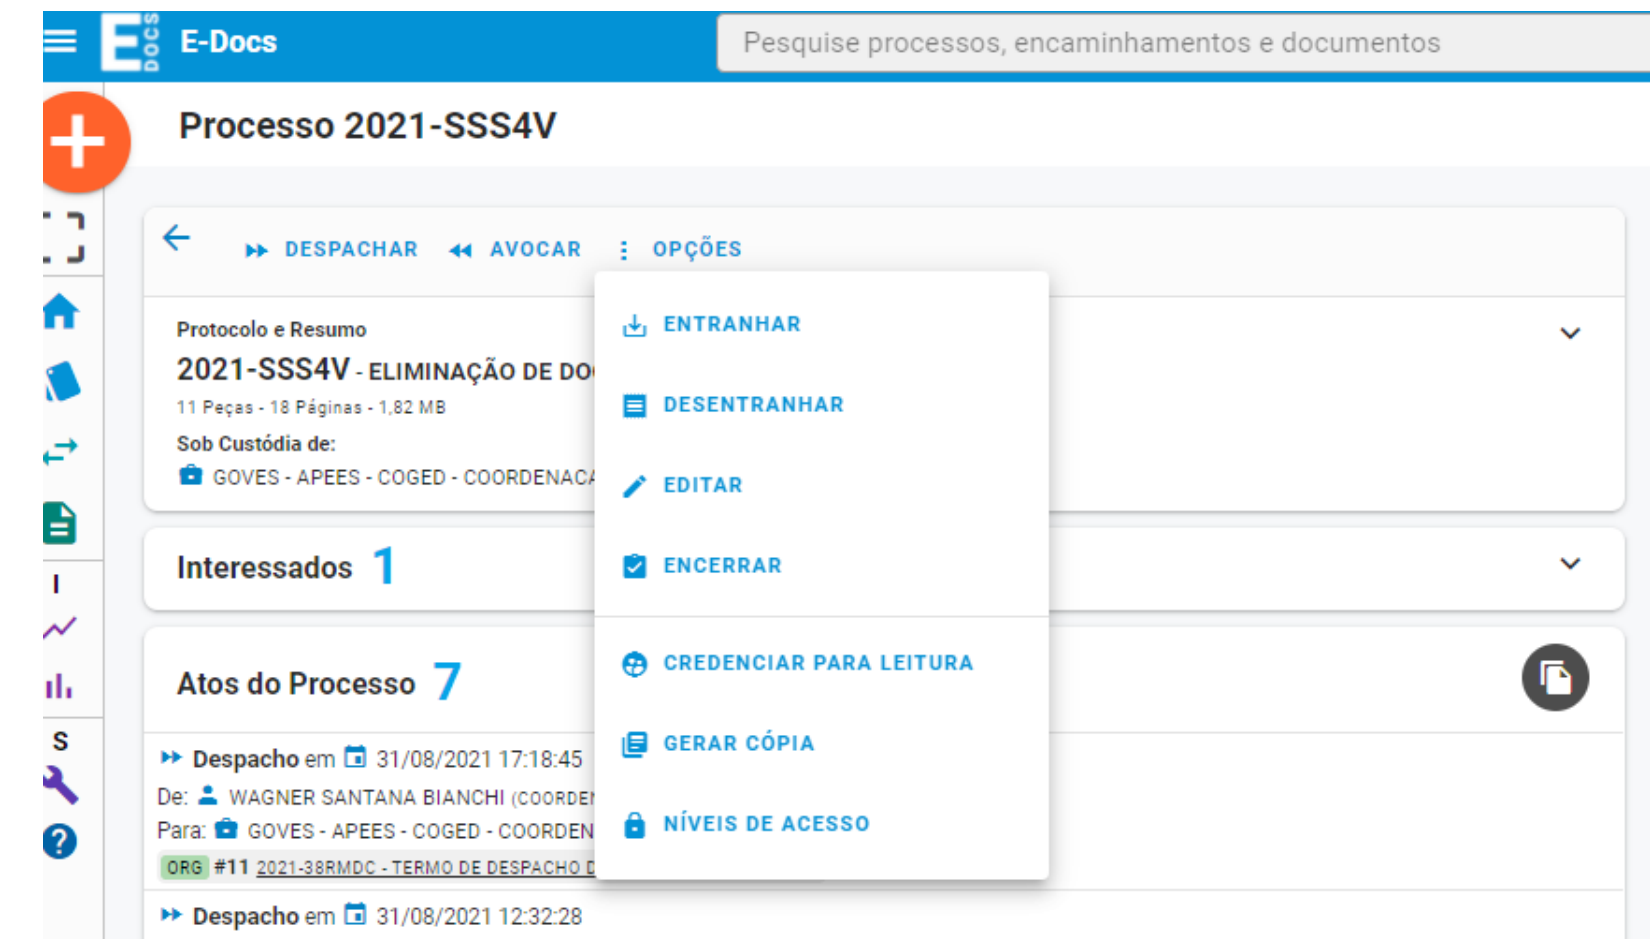 E DOCS E-Docs Pesquise processos, encaminhamentos e documentos
Processo 2021-SSS4V
DESPACHAR AVOCAR OPÇÕES
ENTRANHAR
DESENTRANHAR
EDITAR
ENCERRAR
CREDENCIAR PARA LEITURA
GERAR CÓPIA
NÍVEIS DE ACESSO
Protocolo e Resumo
2021-SSS4V - ELIMINAÇÃO DE
11 Peças - 18 Páginas - 1,82 MB
Sob Custódia de:
GOVES - APEES - COGED -
I
Interessados 1
Atos do Processo 7
S
Despacho em 31/08/2021 17:18:45
De: WAGNER SANTANA BIANCHI
Para: GOVES - APEES - COGED -
ORG #11 2021-38RMDC - TERMO DE DESPACHO
Despacho em 31/08/2021 12:32:28